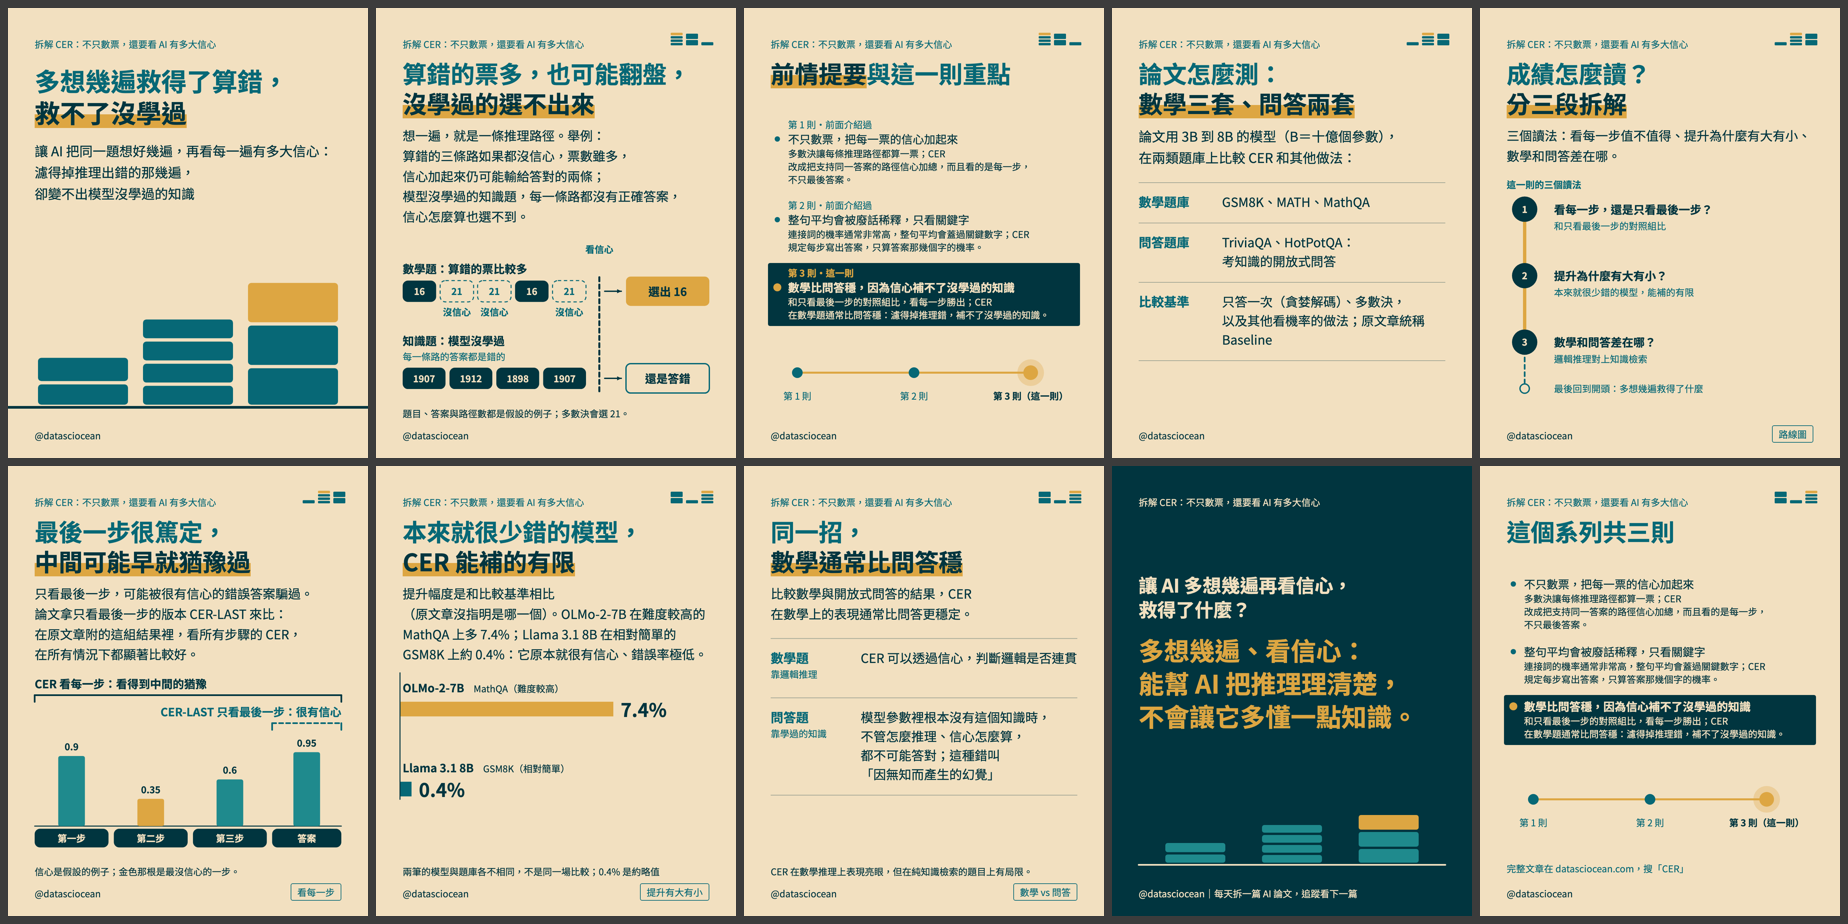 拆解 CER：不只數票，還要看 AI 有多大信心
多想幾遍救得了算錯，
救不了沒學過
讓 AI 把同一題想好幾遍，再看每一遍有多大信心：
濾得掉推理出錯的那幾遍，
卻變不出模型沒學過的知識
@datasciocean
拆解 CER：不只數票，還要看 AI 有多大信心
算錯的票多，也可能翻盤，
沒學過的選不出來
想一遍，就是一條推理路徑。舉例：
算錯的三條路如果都沒信心，票數雖多，
信心加起來仍可能輸給答對的兩條；
模型沒學過的知識題，每一條路都沒有正確答案，
信心怎麼算也選不到。
看信心
數學題：算錯的票比較多
16 21 21 16 21
選出 16
沒信心 沒信心 沒信心
知識題：模型沒學過
每一條路的答案都是錯的
1907 1912 1898 1907
還是答錯
題目、答案與路徑數都是假設的例子；多數決會選 21。
@datasciocean
拆解 CER：不只數票，還要看 AI 有多大信心
前情提要與這一則重點
第 1 則・前面介紹過
不只數票，把每一票的信心加起來
多數決讓每條推理路徑都算一票；CER
改成把支持同一答案的路徑信心加總，而且看的是每一步，
不只最後答案。
第 2 則・前面介紹過
整句平均會被廢話稀釋，只看關鍵字
連接詞的機率通常非常高，整句平均會蓋過關鍵數字；CER
規定每步寫出答案，只算答案那幾個字的機率。
第 3 則・這一則
數學比問答穩，因為信心補不了沒學過的知識
和只看最後一步的對照組比，看每一步勝出；CER
在數學題通常比問答穩：濾得掉推理錯，補不了沒學過的知識。
第 1 則
第 2 則
第 3 則（這一則）
@datasciocean
拆解 CER：不只數票，還要看 AI 有多大信心
論文怎麼測：
數學三套、問答兩套
論文用 3B 到 8B 的模型（B＝十億個參數），
在兩類題庫上比較 CER 和其他做法：
數學題庫
GSM8K、MATH、MathQA
問答題庫
TriviaQA、HotPotQA：
考知識的開放式問答
比較基準
只答一次（貪婪解碼）、多數決，
以及其他看機率的做法；原文章統稱
Baseline
@datasciocean
拆解 CER：不只數票，還要看 AI 有多大信心
成績怎麼讀？
分三段拆解
三個讀法：看每一步值不值得、提升為什麼有大有小、
數學和問答差在哪。
這一則的三個讀法
1
看每一步，還是只看最後一步？
和只看最後一步的對照組比
2
提升為什麼有大有小？
本來就很少錯的模型，能補的有限
3
數學和問答差在哪？
邏輯推理對上知識檢索
最後回到開頭：多想幾遍救得了什麼
@datasciocean
路線圖
拆解 CER：不只數票，還要看 AI 有多大信心
最後一步很篤定，
中間可能早就猶豫過
只看最後一步，可能被很有信心的錯誤答案騙過。
論文拿只看最後一步的版本 CER-LAST 來比：
在原文章附的這組結果裡，看所有步驟的 CER，
在所有情況下都顯著比較好。
CER 看每一步：看得到中間的猶豫
CER-LAST 只看最後一步：很有信心
0.9
0.35
0.6
0.95
第一步
第二步
第三步
答案
信心是假設的例子；金色那根是最沒信心的一步。
@datasciocean
看每一步
拆解 CER：不只數票，還要看 AI 有多大信心
本來就很少錯的模型，
CER 能補的有限
提升幅度是和比較基準相比
（原文章沒指明是哪一個）。OLMo-2-7B 在難度較高的
MathQA 上多 7.4%；Llama 3.1 8B 在相對簡單的
GSM8K 上約 0.4%：它原本就很有信心、錯誤率極低。
OLMo-2-7B MathQA（難度較高）
7.4%
Llama 3.1 8B GSM8K（相對簡單）
0.4%
兩筆的模型與題庫各不相同，不是同一場比較；0.4% 是約略值
@datasciocean
提升有大有小
拆解 CER：不只數票，還要看 AI 有多大信心
同一招，
數學通常比問答穩
比較數學與開放式問答的結果，CER
在數學上的表現通常比問答更穩定。
數學題
靠邏輯推理
CER 可以透過信心，判斷邏輯是否連貫
問答題
靠學過的知識
模型參數裡根本沒有這個知識時，
不管怎麼推理、信心怎麼算，
都不可能答對；這種錯叫
「因無知而產生的幻覺」
CER 在數學推理上表現亮眼，但在純知識檢索的題目上有局限。
@datasciocean
數學 vs 問答
拆解 CER：不只數票，還要看 AI 有多大信心
讓 AI 多想幾遍再看信心，
救得了什麼？
多想幾遍、看信心：
能幫 AI 把推理理清楚，
不會讓它多懂一點知識。
@datasciocean｜每天拆一篇 AI 論文，追蹤看下一篇
拆解 CER：不只數票，還要看 AI 有多大信心
這個系列共三則
不只數票，把每一票的信心加起來
多數決讓每條推理路徑都算一票；CER
改成把支持同一答案的路徑信心加總，而且看的是每一步，
不只最後答案。
整句平均會被廢話稀釋，只看關鍵字
連接詞的機率通常非常高，整句平均會蓋過關鍵數字；CER
規定每步寫出答案，只算答案那幾個字的機率。
數學比問答穩，因為信心補不了沒學過的知識
和只看最後一步的對照組比，看每一步勝出；CER
在數學題通常比問答穩：濾得掉推理錯，補不了沒學過的知識。
第 1 則
第 2 則
第 3 則（這一則）
完整文章在 datasciocean.com，搜「CER」
@datasciocean